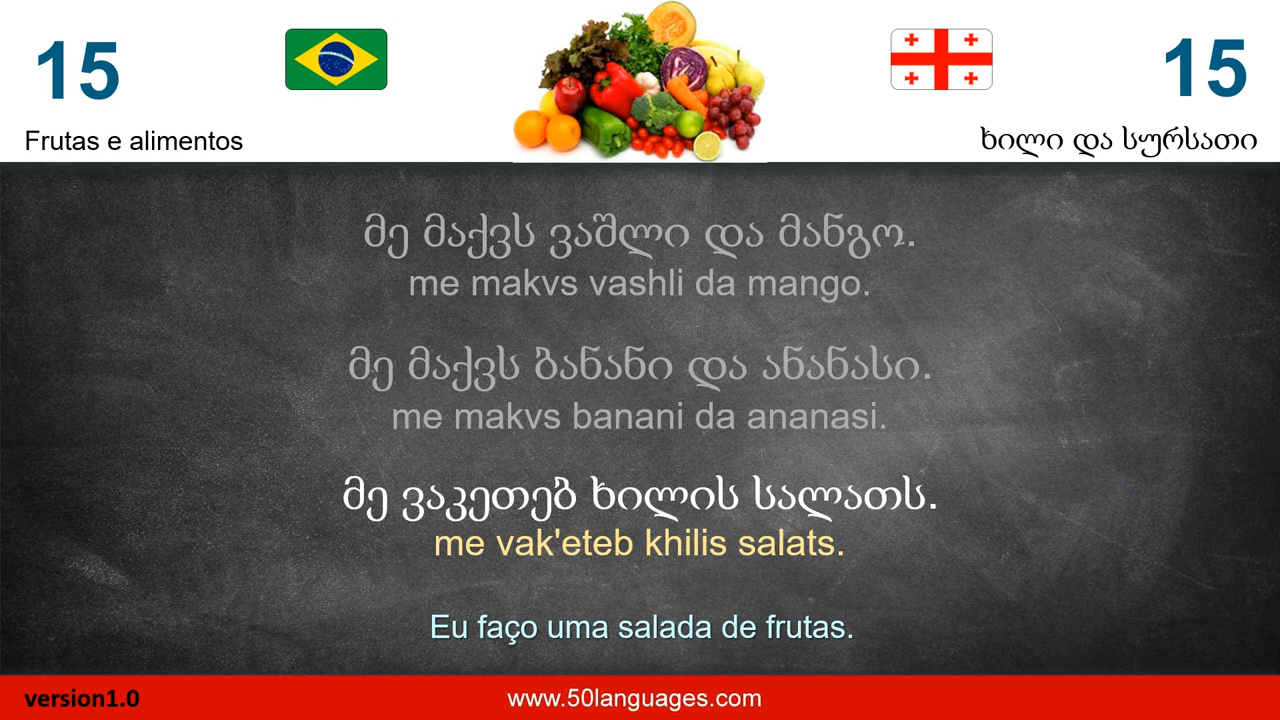 15
15
Frutas e alimentos
ხილი და სურსათი
მე მაქვს ვაშლი და მანგო.
me makvs vashli da mango.
მე მაქვს ბანანი და ანანასი.
me makvs banani da ananasi.
მე ვაკეთებ ხილის სალათს.
me vak'eteb khilis salats.
Eu faço uma salada de frutas.
version1.0
www.50languages.com